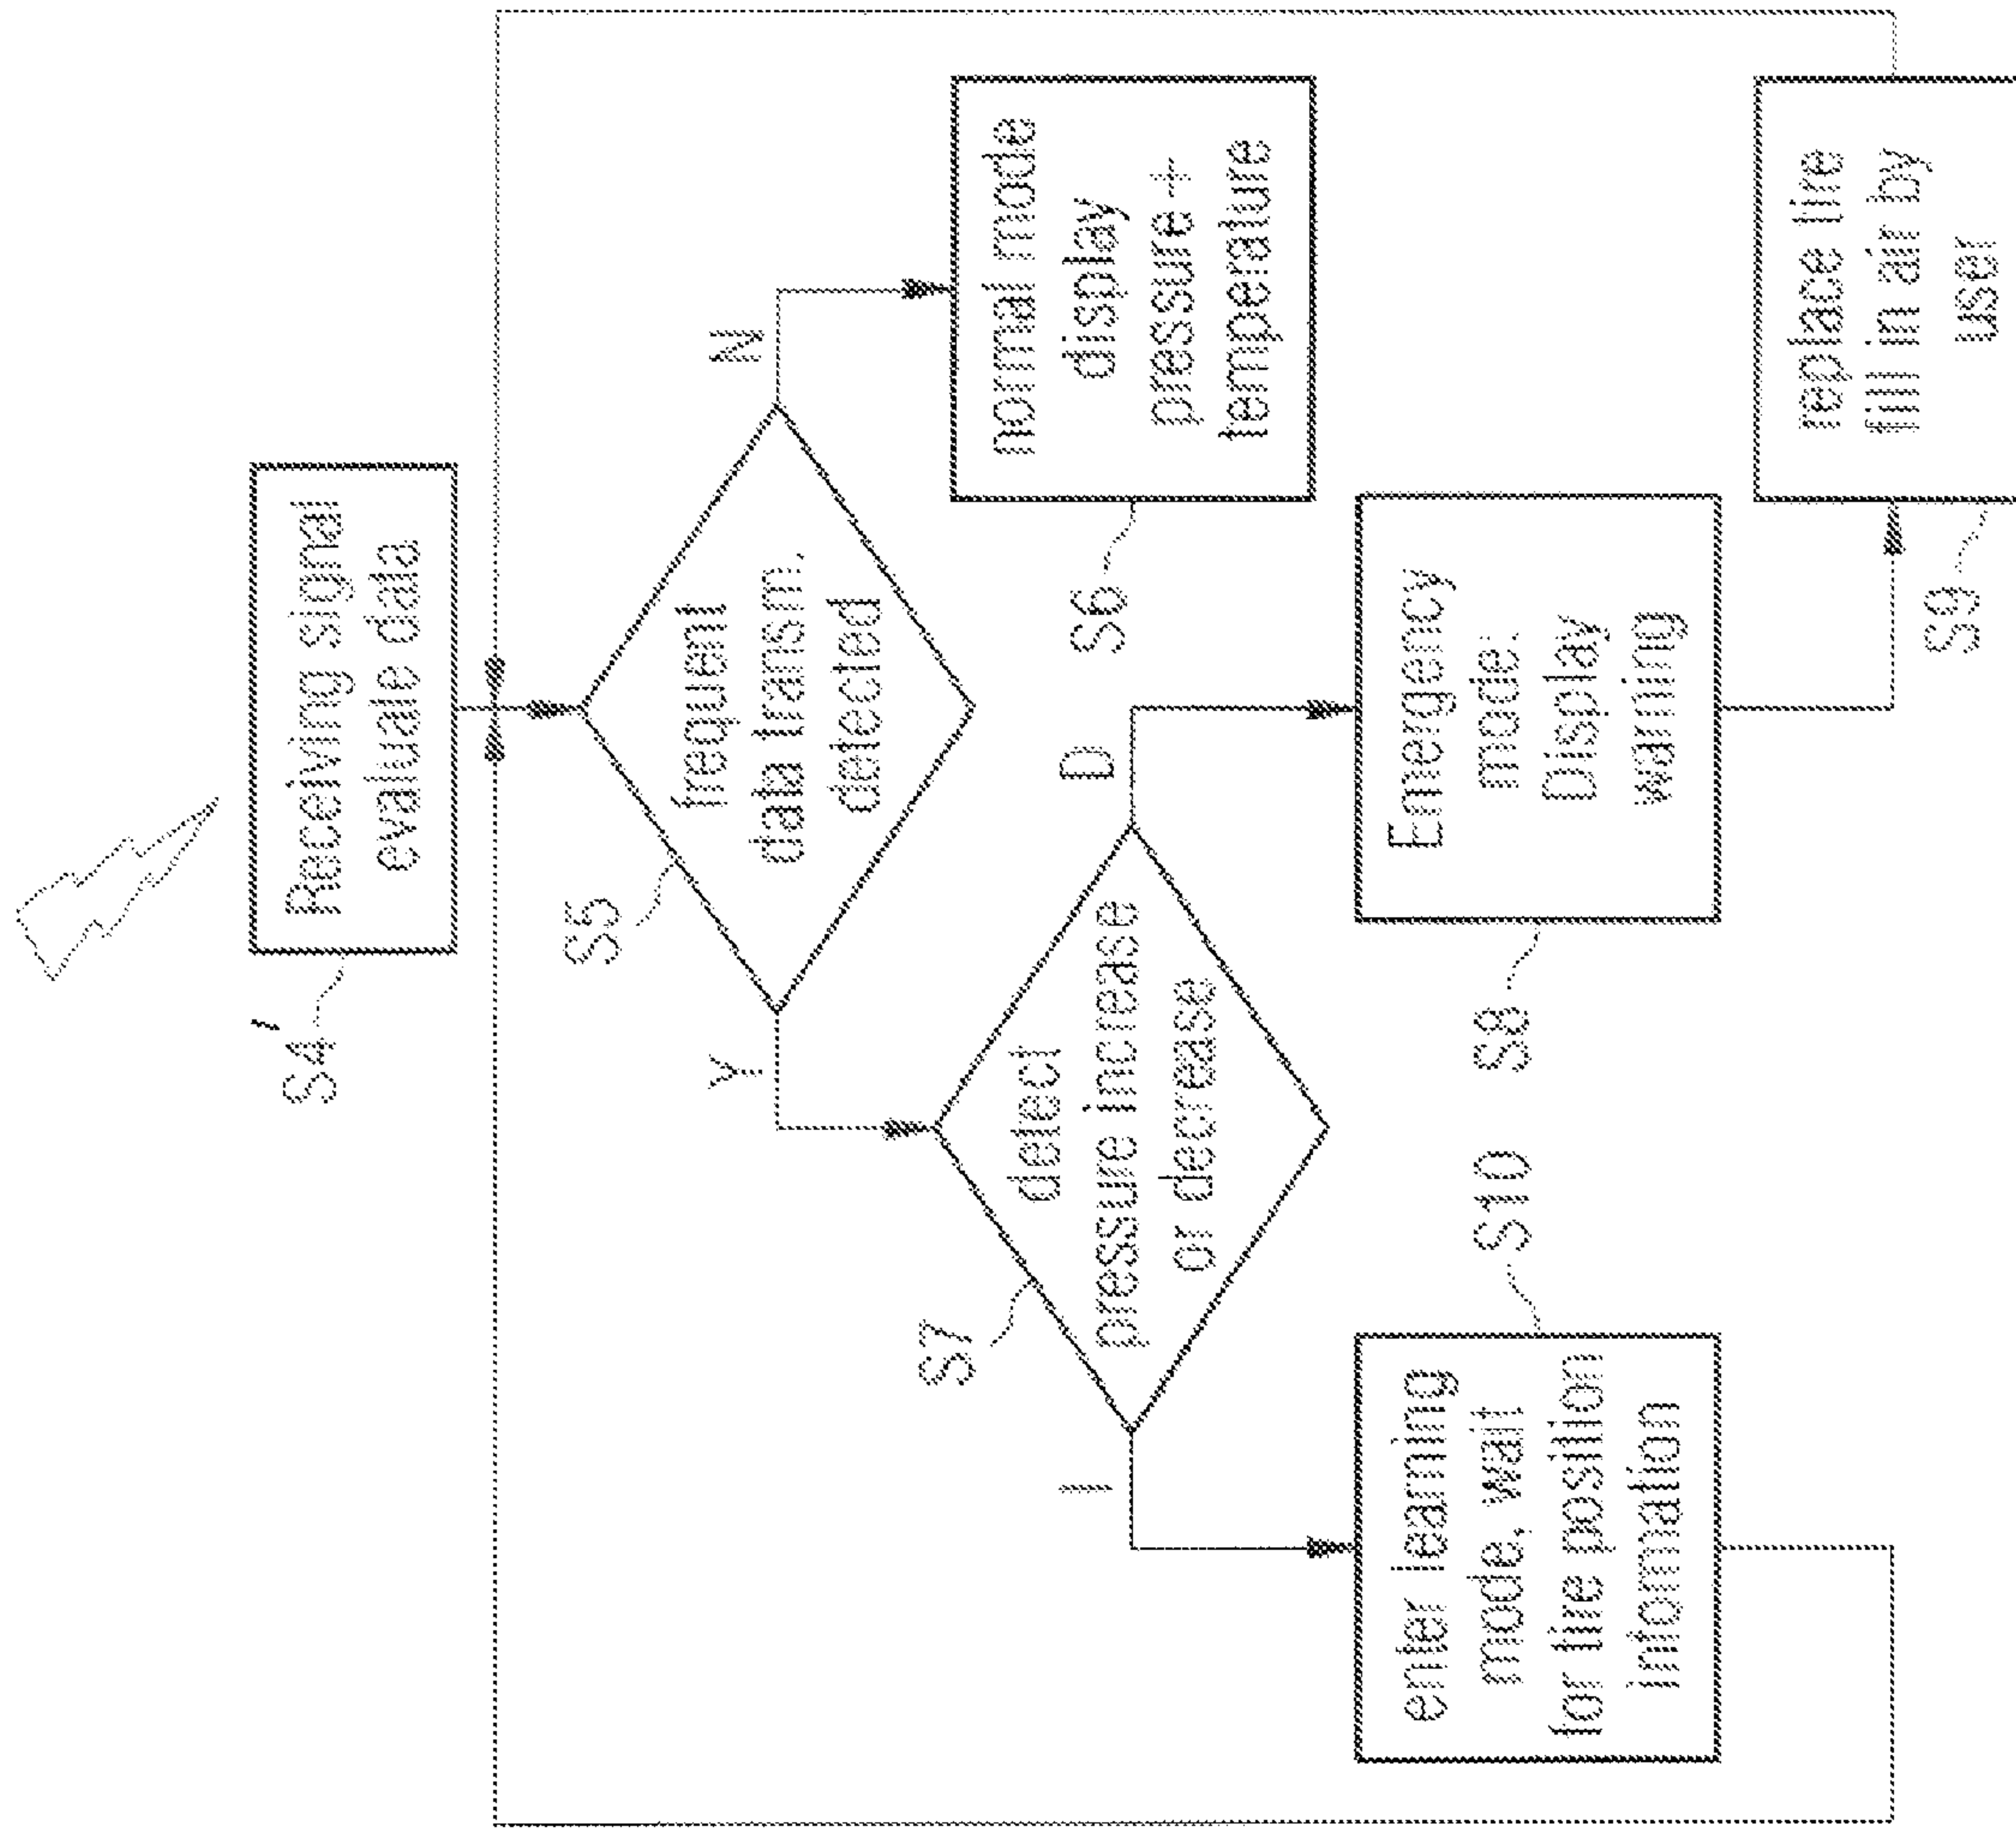 S4'
Receiving signal
evaluate data
S5
frequent
data transm.
detected
Y
N
S6
normal mode
display
pressure +
temperature
S7
detect
pressure increase
or decrease
I
D
S10
enter learning
mode, wait
for tire position
information
S8
Emergency
mode:
Display
warning
S9
replace tire
fill in air by
user